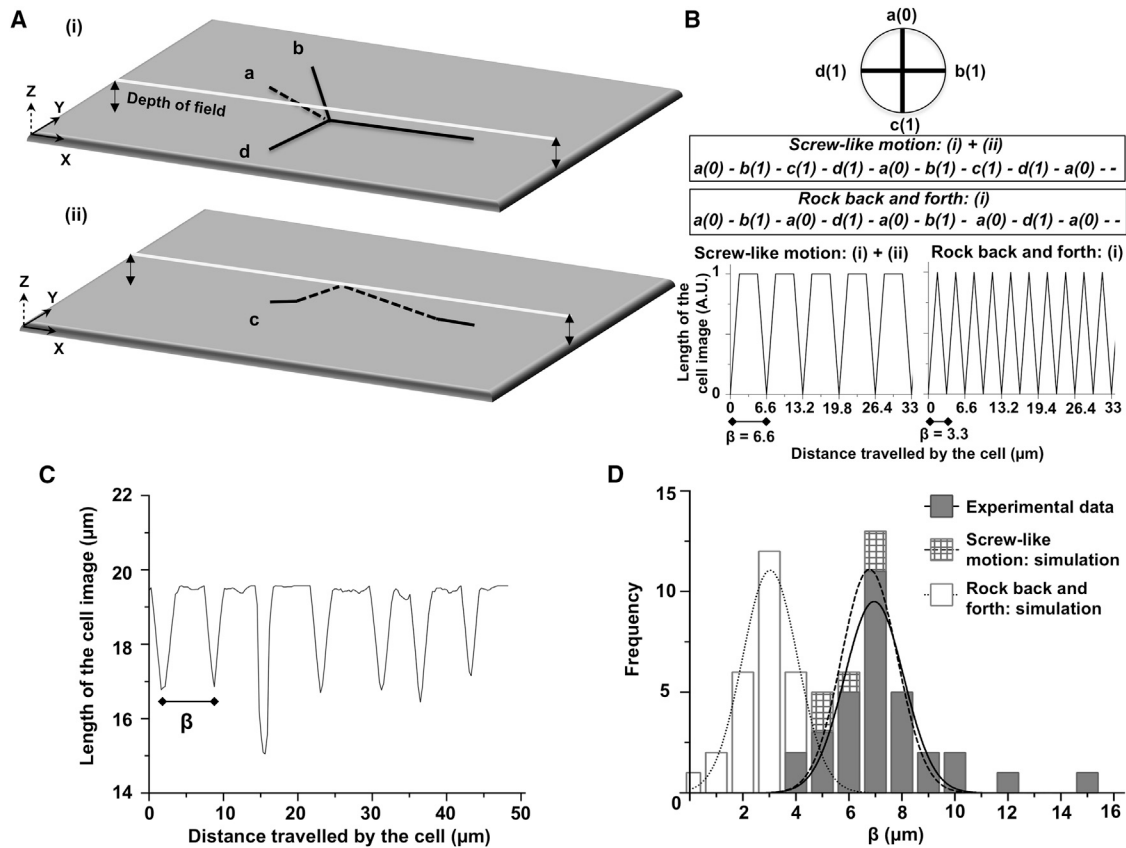 A
(i)
b
a
Z
Y
X
Depth of field
d
(ii)
Z
Y
X
c
B
a(0)
d(1)
b(1)
c(1)
Screw-like motion: (i) + (ii)
a(0) - b(1) - c(1) - d(1) - a(0) - b(1) - c(1) - d(1) - a(0) - -
Rock back and forth: (i)
a(0) - b(1) - a(0) - d(1) - a(0) - b(1) - a(0) - d(1) - a(0) - -
Screw-like motion: (i) + (ii)
Rock back and forth: (i)
Length of the
cell image (A.U.)
1
0
0 6.6 13.2 19.8 26.4 33
0 6.6 13.2 19.4 26.4 33
β = 6.6
β = 3.3
Distance travelled by the cell (μm)
C
Length of the cell image (μm)
22
20
18
16
14
β
0 10 20 30 40 50
Distance travelled by the cell (μm)
D
Frequency
15
10
5
0
Experimental data
Screw-like
motion: simulation
Rock back and
forth: simulation
2 4 6 8 10 12 14 16
β (μm)